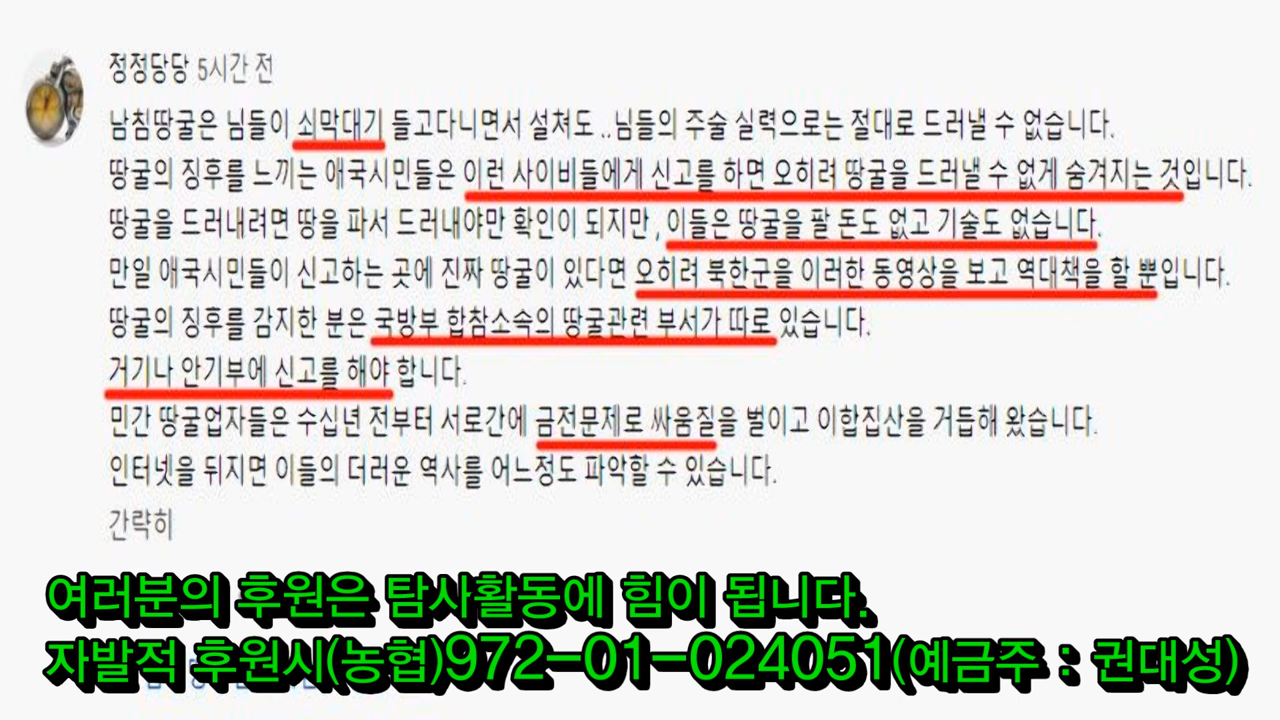 정정당당 5시간 전
남침땅굴은 님들이 쇠막대기 들고다니면서 설쳐도 ..님들의 주술 실력으로는 절대로 드러낼 수 없습니다.
땅굴의 징후를 느끼는 애국시민들은 이런 사이비들에게 신고를 하면 오히려 땅굴을 드러낼 수 없게 숨겨지는 것입니다.
땅굴을 드러내려면 땅을 파서 드러내야만 확인이 되지만 , 이들은 땅굴을 팔 돈도 없고 기술도 없습니다.
만일 애국시민들이 신고하는 곳에 진짜 땅굴이 있다면 오히려 북한군을 이러한 동영상을 보고 역대책을 할 뿐입니다.
땅굴의 징후를 감지한 분은 국방부 합참소속의 땅굴관련 부서가 따로 있습니다.
거기나 안기부에 신고를 해야 합니다.
민간 땅굴업자들은 수십년 전부터 서로간에 금전문제로 싸움질을 벌이고 이합집산을 거듭해 왔습니다.
인터넷을 뒤지면 이들의 더러운 역사를 어느정도 파악할 수 있습니다.
간략히
여러분의 후원은 탐사활동에 힘이 됩니다.
자발적 후원시(농협)972-01-024051(예금주 : 권대성)